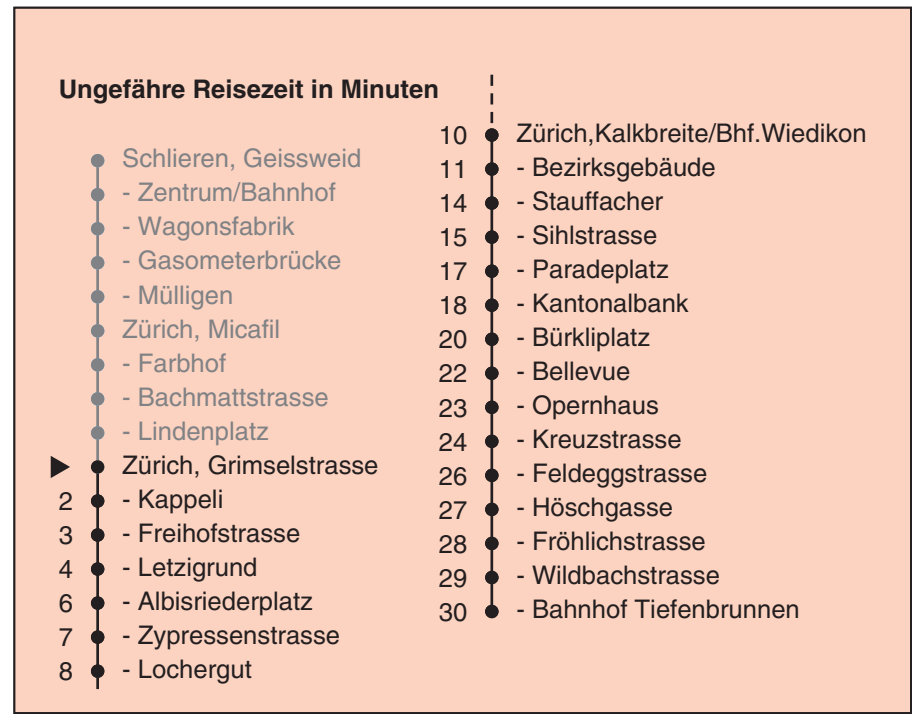 Ungefähre Reisezeit in Minuten
Schlieren, Geissweid
- Zentrum/Bahnhof
- Wagonsfabrik
- Gasometerbrücke
- Mülligen
Zürich, Micafil
- Farbhof
- Bachmattstrasse
- Lindenplatz
Zürich, Grimselstrasse
2 - Kappeli
3 - Freihofstrasse
4 - Letzigrund
6 - Albisriederplatz
7 - Zypressenstrasse
8 - Lochergut
10 Zürich,Kalkbreite/Bhf.Wiedikon
11 - Bezirksgebäude
14 - Stauffacher
15 - Sihlstrasse
17 - Paradeplatz
18 - Kantonalbank
20 - Bürkliplatz
22 - Bellevue
23 - Opernhaus
24 - Kreuzstrasse
26 - Feldeggstrasse
27 - Höschgasse
28 - Fröhlichstrasse
29 - Wildbachstrasse
30 - Bahnhof Tiefenbrunnen